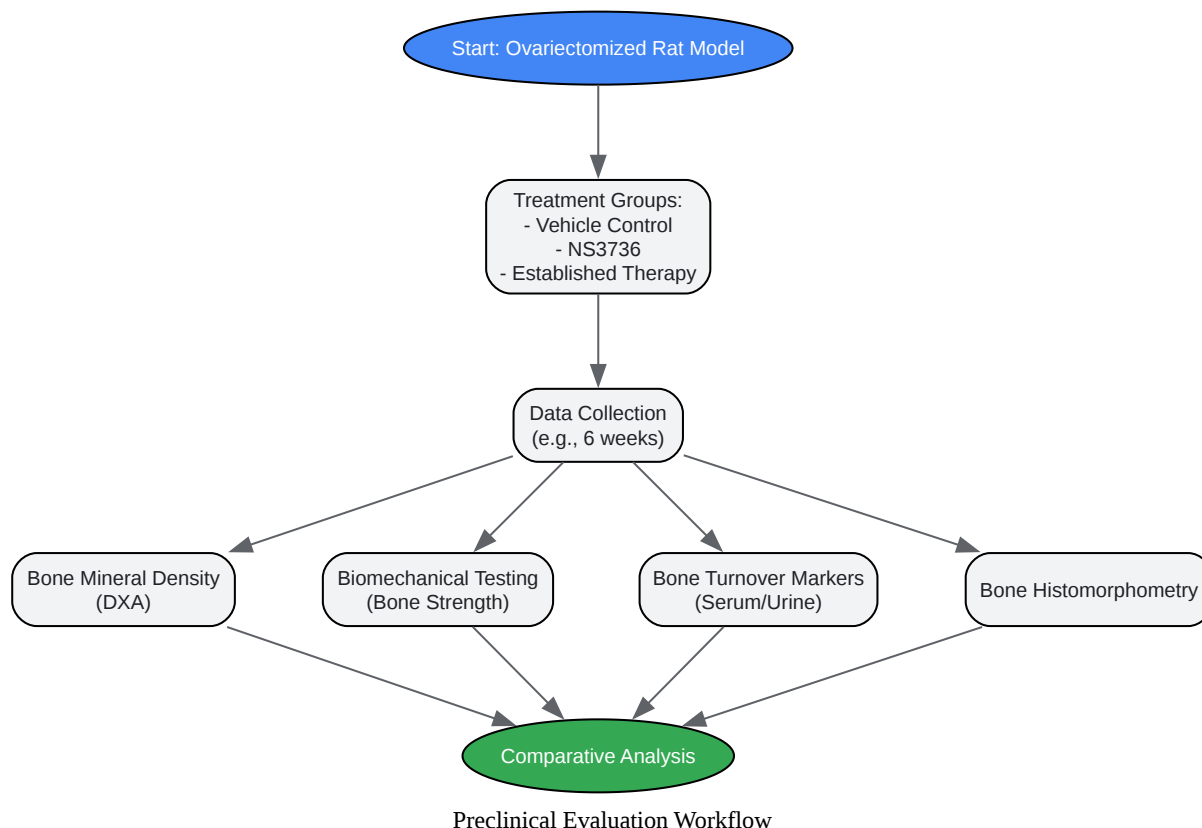 Start: Ovariectomized Rat Model
Treatment Groups:
- Vehicle Control
- NS3736
- Established Therapy
Data Collection
(e.g., 6 weeks)
Bone Mineral Density
(DXA)
Biomechanical Testing
(Bone Strength)
Bone Turnover Markers
(Serum/Urine)
Bone Histomorphometry
Comparative Analysis
Preclinical Evaluation Workflow